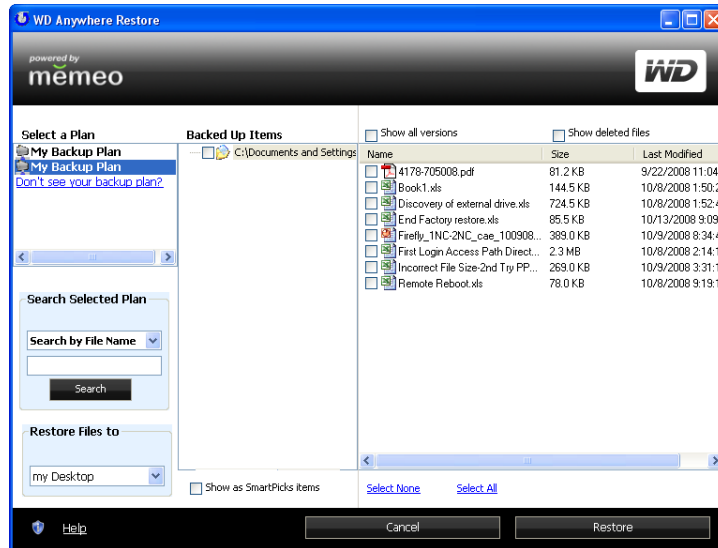 WD Anywhere Restore
powered by
memeo
WD
Select a Plan
My Backup Plan
My Backup Plan
Don't see your backup plan?
Search Selected Plan
Search by File Name
Search
Restore Files to
my Desktop
Backed Up Items
C:\Documents and Settings
Show as SmartPicks items
Show all versions
Show deleted files
Name Size Last Modified
4178-705008.pdf 81.2 KB 9/22/2008 11:04
Book1.xls 144.5 KB 10/8/2008 1:50:2
Discovery of external drive.xls 724.5 KB 10/8/2008 1:52:4
End Factory restore.xls 85.5 KB 10/13/2008 9:09
Firefly_1NC-2NC_cae_100908... 389.0 KB 10/9/2008 8:34:4
First Login Access Path Direct... 2.3 MB 10/8/2008 2:14:1
Incorrect File Size-2nd Try PP... 269.0 KB 10/9/2008 3:31:1
Remote Reboot.xls 78.0 KB 10/8/2008 9:19:1
Select None Select All
Help
Cancel
Restore